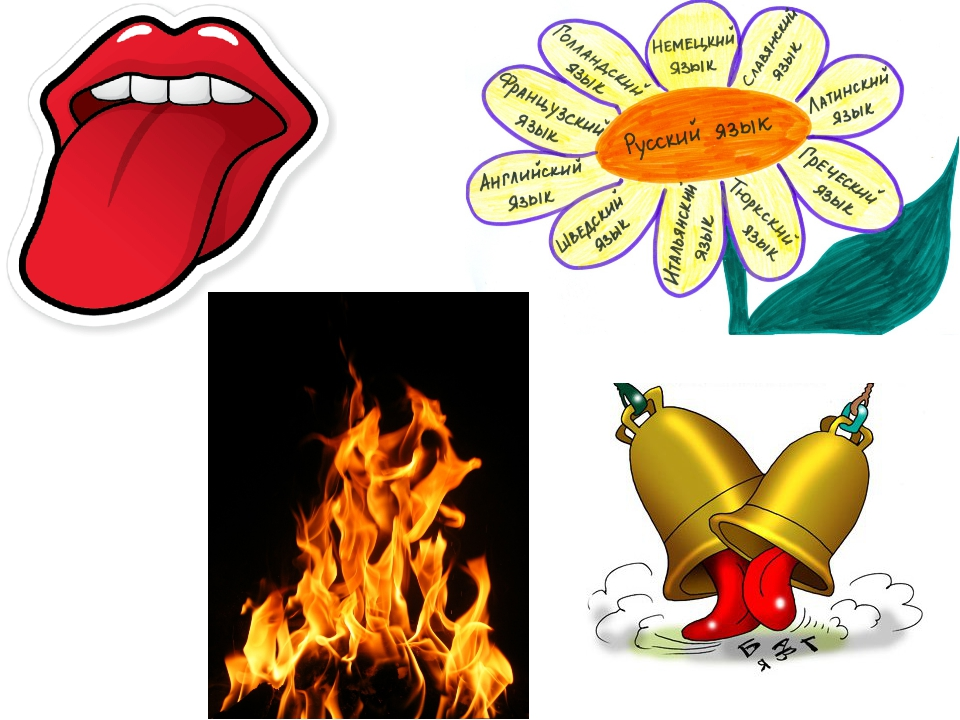 Голландский
язык
Немецкий
язык
Славянский
язык
Французский
язык
Русский язык
Латинский
язык
Английский
язык
Греческий
язык
Шведский
язык
Итальянский
язык
Тюркский
язык